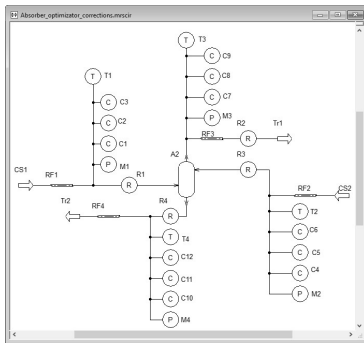 Absorber_optimizator_corrections.mrscir
T T3
C C9
T T1 C C8
C C3 C C7
C C2 P M3 R2 Tr1
C C1 RF3 R
P M1 A2 R3
CS1 RF1 R1 R
R RF2 CS2
Tr2 RF4 R4
R T T2
T T4 C C6
C C12 C C5
C C11 C C4
C C10 P M2
P M4